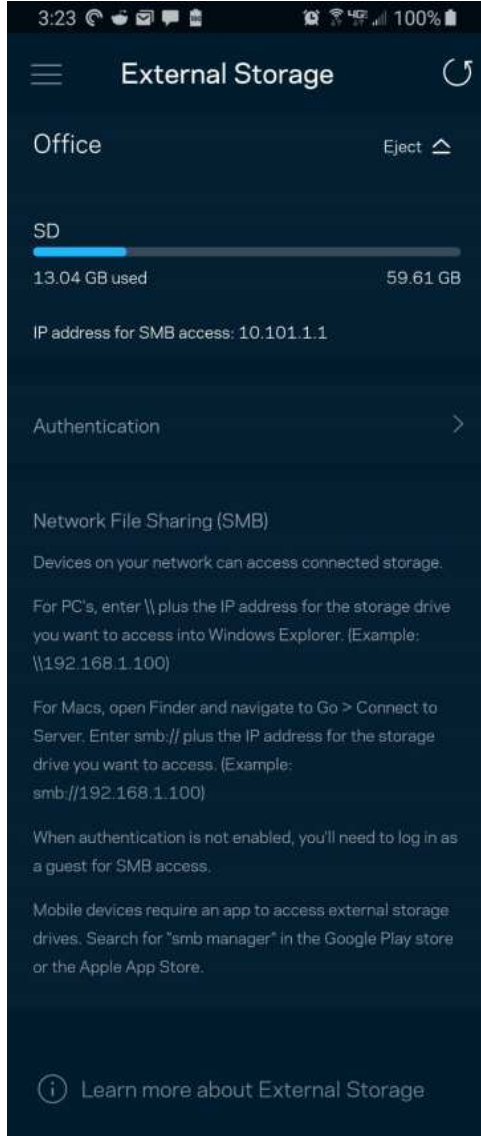 3:23 100%
External Storage
Office Eject
SD
13.04 GB used 59.61 GB
IP address for SMB access: 10.101.1.1
Authentication
Network File Sharing (SMB)
Devices on your network can access connected storage.
For PC's, enter \\ plus the IP address for the storage drive
you want to access into Windows Explorer. (Example:
\\192.168.1.100)
For Macs, open Finder and navigate to Go > Connect to
Server. Enter smb:// plus the IP address for the storage
drive you want to access. (Example:
smb://192.168.1.100)
When authentication is not enabled, you'll need to log in as
a guest for SMB access.
Mobile devices require an app to access external storage
drives. Search for "smb manager" in the Google Play store
or the Apple App Store.
Learn more about External Storage